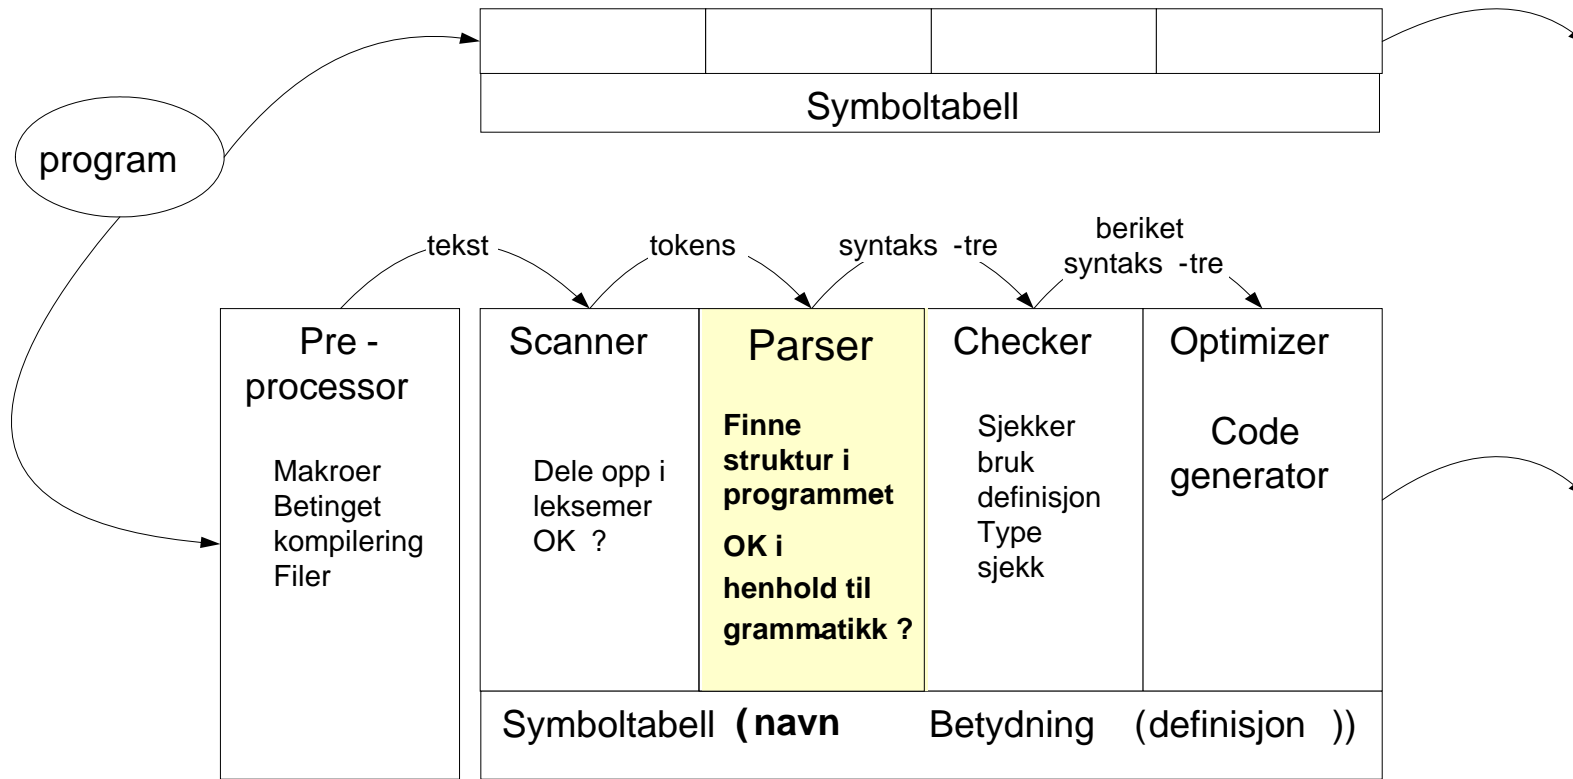 Symboltabell
program
tekst
tokens
syntaks -tre
beriket
syntaks -tre
Pre -
processor
Makroer
Betinget
kompilering
Filer
Scanner
Dele opp i
leksemer
OK ?
Parser
Finne
struktur i
programmet
OK i
henhold til
grammatikk ?
Checker
Sjekker
bruk
definisjon
Type
sjekk
Optimizer
Code
generator
Symboltabell (navn Betydning (definisjon ))